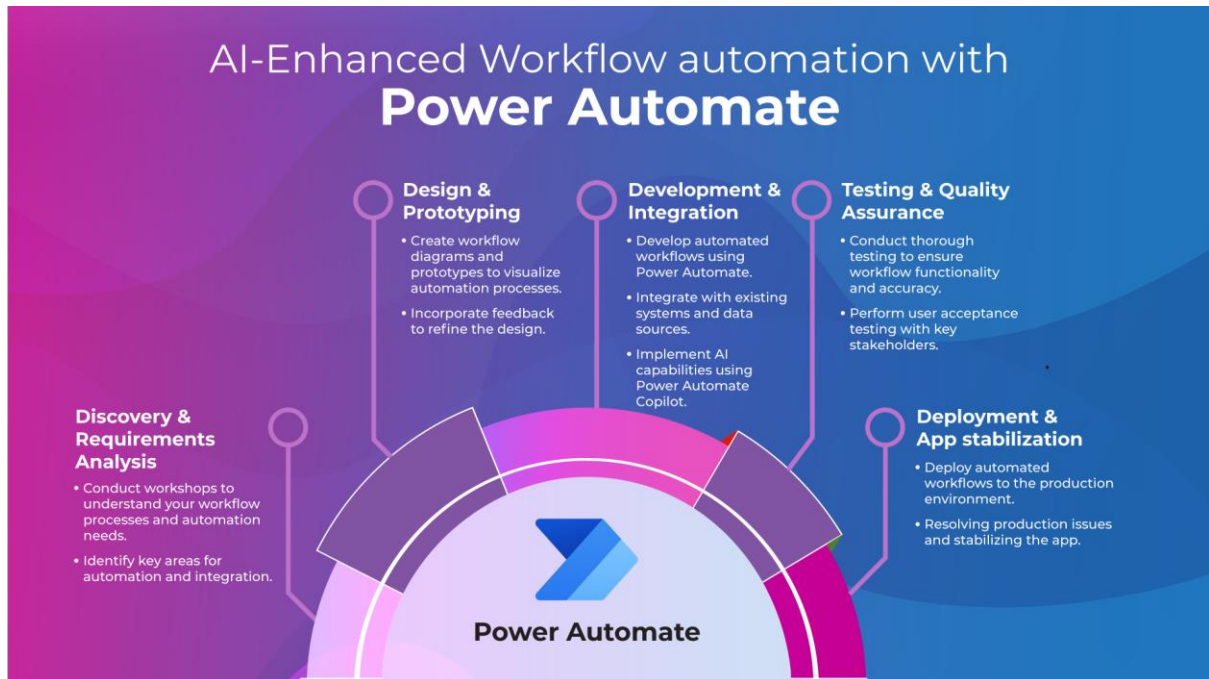 AI-Enhanced Workflow automation with
Power Automate
Discovery &
Requirements
Analysis
• Conduct workshops to
understand your workflow
processes and automation
needs.
• Identify key areas for
automation and integration.
Design &
Prototyping
• Create workflow
diagrams and
prototypes to visualize
automation processes.
• Incorporate feedback
to refine the design.
Development &
Integration
• Develop automated
workflows using
Power Automate.
• Integrate with existing
systems and data
sources.
• Implement AI
capabilities using
Power Automate
Copilot.
Testing & Quality
Assurance
• Conduct thorough
testing to ensure
workflow functionality
and accuracy.
• Perform user acceptance
testing with key
stakeholders.
Deployment &
App stabilization
• Deploy automated
workflows to the production
environment.
• Resolving production issues
and stabilizing the app.
Power Automate